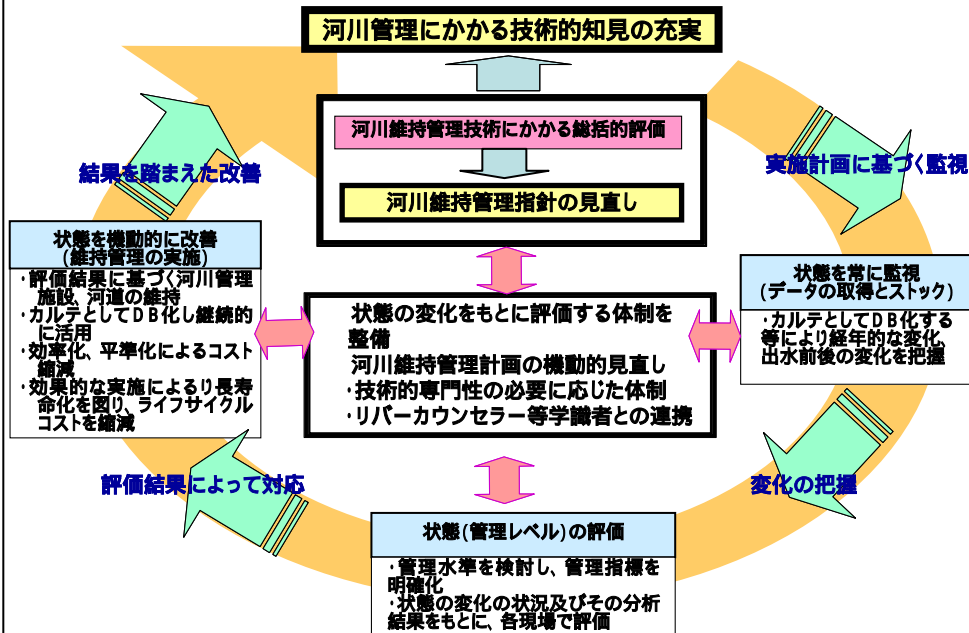 河川管理にかかる技術的知見の充実
河川維持管理技術にかかる総括的評価
河川維持管理指針の見直し
結果を踏まえた改善
実施計画に基づく監視
状態を機動的に改善
(維持管理の実施)
・評価結果に基づく河川管理
施設、河道の維持
・カルテとしてDB化し継続的
に活用
・効率化、平準化によるコスト
縮減
・効果的な実施によるり長寿
命化を図り、ライフサイクル
コストを縮減
状態の変化をもとに評価する体制を
整備
河川維持管理計画の機動的見直し
・技術的専門性の必要に応じた体制
・リバーカウンセラー等学識者との連携
状態を常に監視
(データの取得とストック)
・カルテとしてDB化する
等により経年的な変化、
出水前後の変化を把握
評価結果によって対応
変化の把握
状態(管理レベル)の評価
・管理水準を検討し、管理指標を
明確化
・状態の変化の状況及びその分析
結果をもとに、各現場で評価